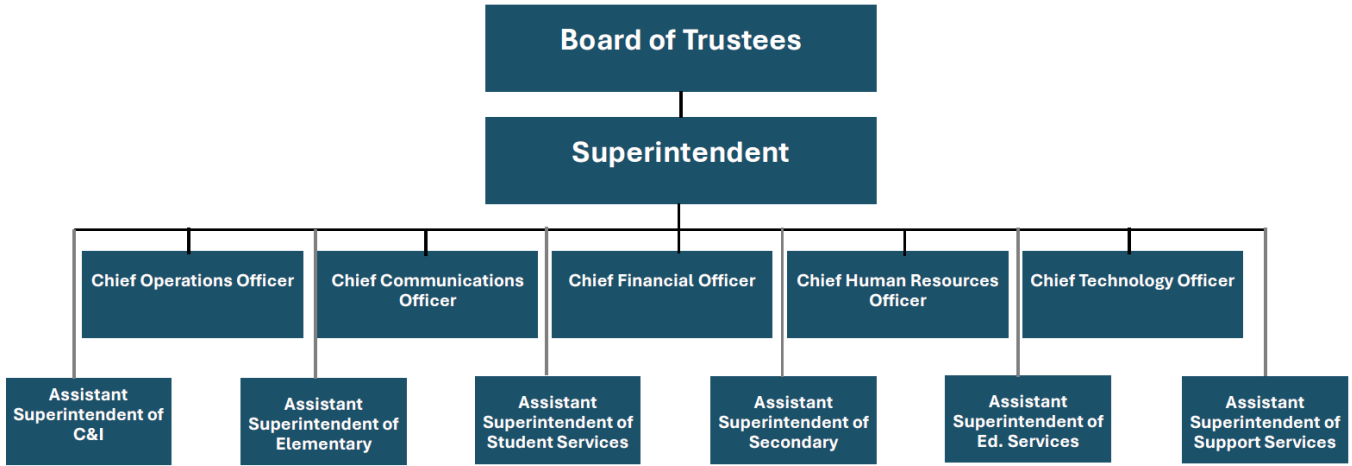 Board of Trustees
Superintendent
Chief Operations Officer
Chief Communications
Officer
Chief Financial Officer
Chief Human Resources
Officer
Chief Technology Officer
Assistant
Superintendent of
C&I
Assistant
Superintendent of
Elementary
Assistant
Superintendent of
Student Services
Assistant
Superintendent of
Secondary
Assistant
Superintendent of
Ed. Services
Assistant
Superintendent of
Support Services